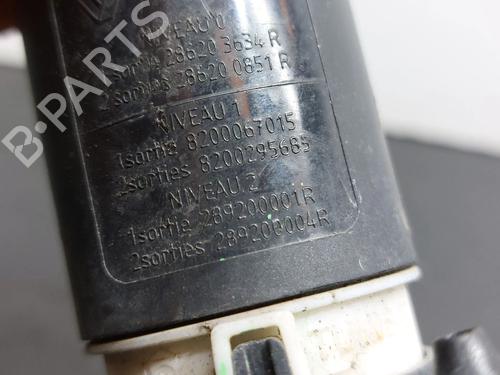 NIVEAU 0
1sortie 28620 3634 R
2sorties 28620 0851 R
NIVEAU 1
1sortie 8200067015
2sorties 8200295685
NIVEAU 2
1sortie 289200001R
2sorties 289200004R
B-PARTS